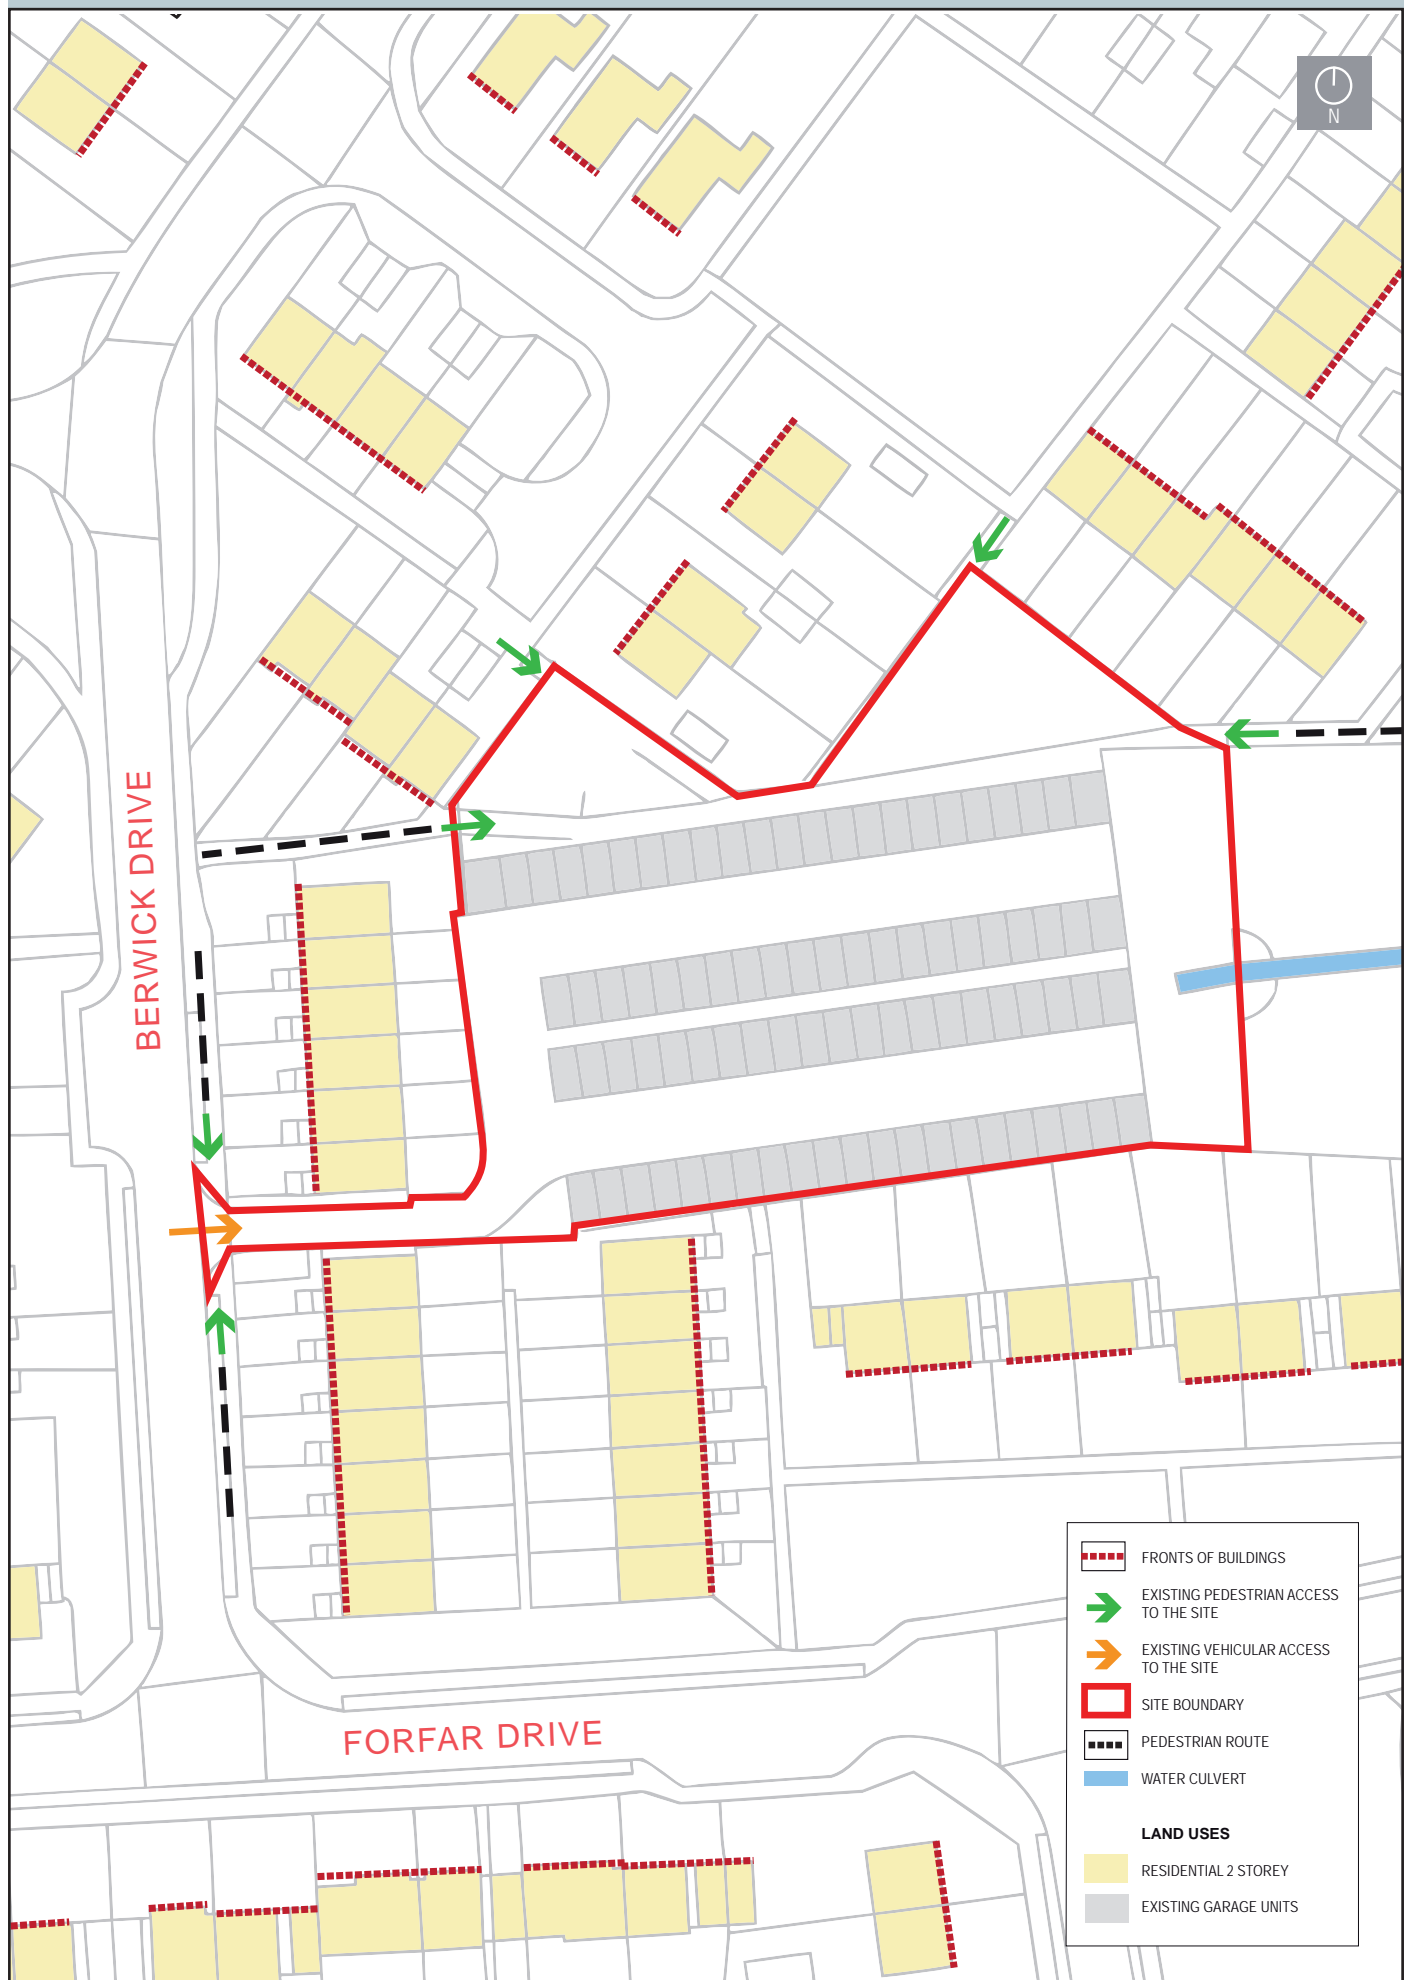 N
BERWICK DRIVE
FORFAR DRIVE
FRONTS OF BUILDINGS
EXISTING PEDESTRIAN ACCESS
TO THE SITE
EXISTING VEHICULAR ACCESS
TO THE SITE
SITE BOUNDARY
PEDESTRIAN ROUTE
WATER CULVERT
LAND USES
RESIDENTIAL 2 STOREY
EXISTING GARAGE UNITS